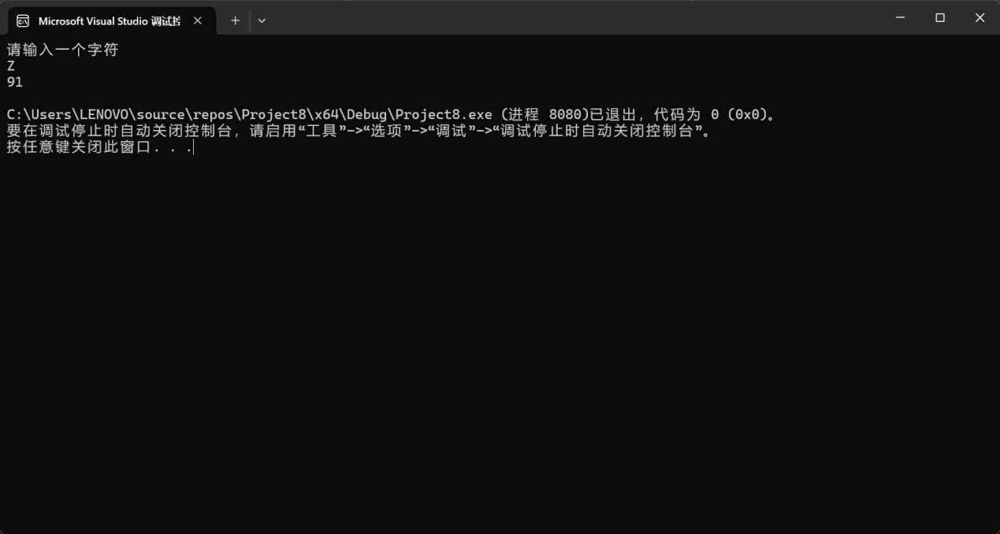 Microsoft Visual Studio 调试控
请输入一个字符
Z
91
C:\Users\LENOVO\source\repos\Project8\x64\Debug\Project8.exe (进程 8080)已退出，代码为 0 (0x0)。
要在调试停止时自动关闭控制台，请启用“工具”->“选项”->“调试”->“调试停止时自动关闭控制台”。
按任意键关闭此窗口. . .